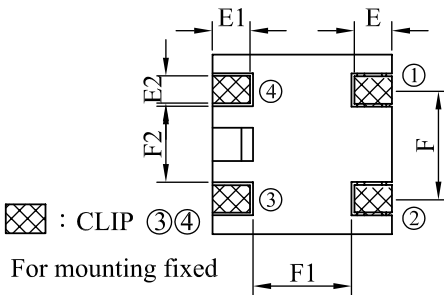 E1 E
E2 ④ ①
F2 F
③ ②
: CLIP ③④
For mounting fixed
F1